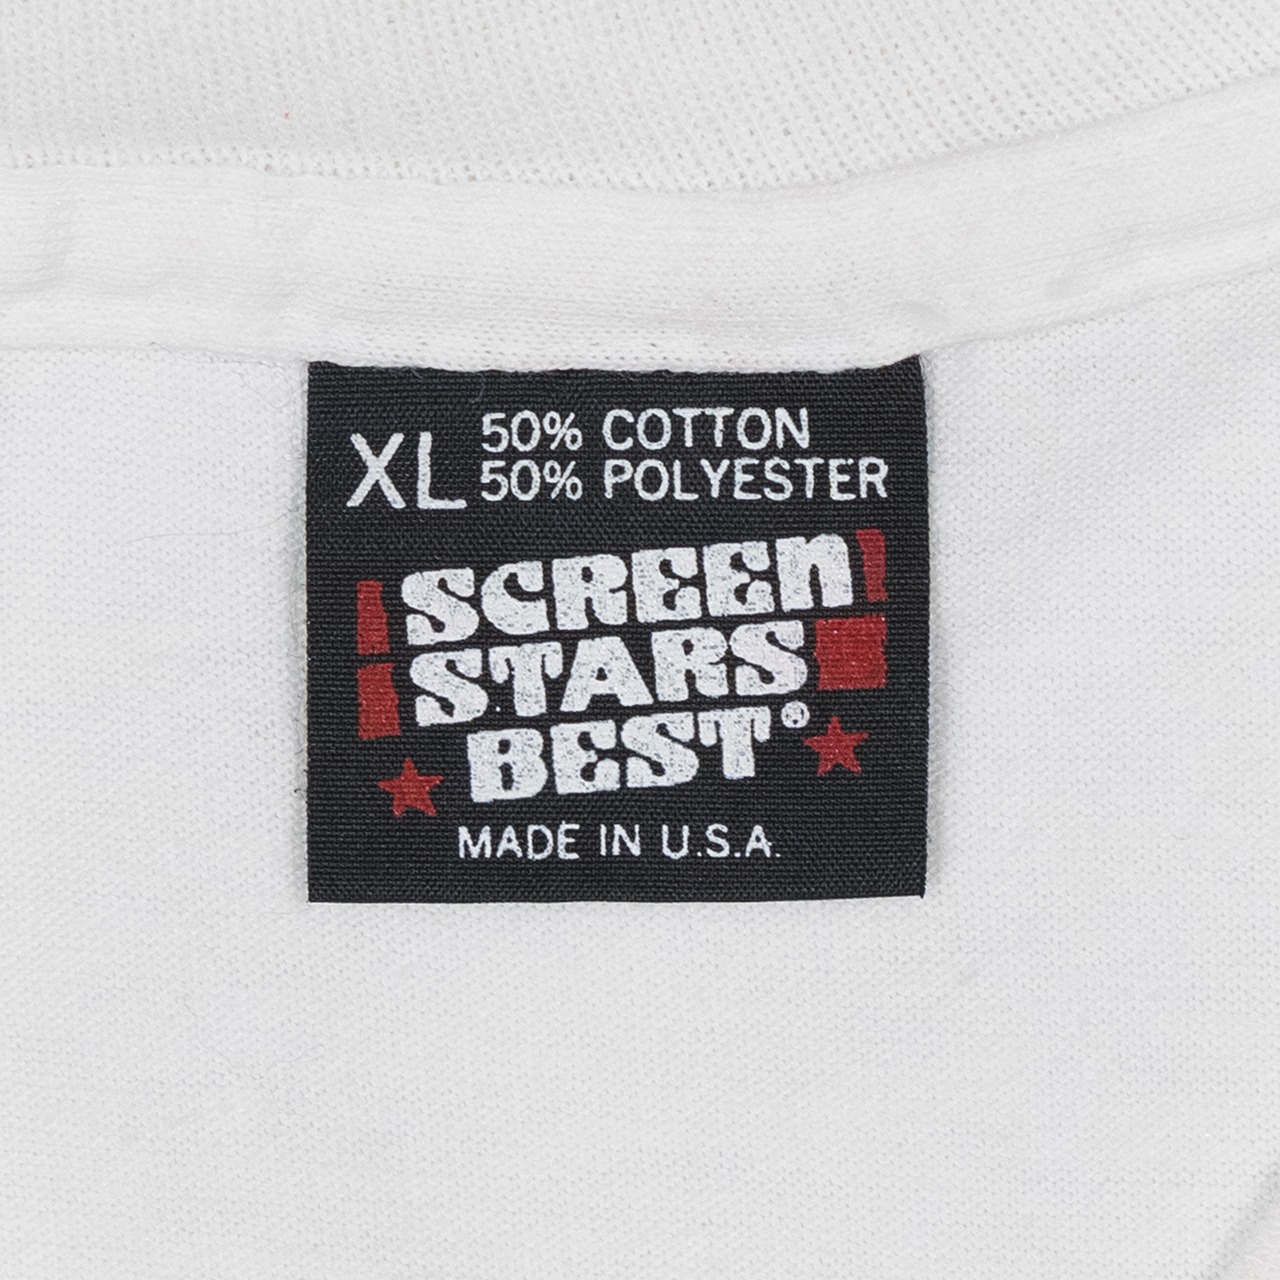 XL
50% COTTON
50% POLYESTER
SCREEN
STARS
BEST®
MADE IN U.S.A.